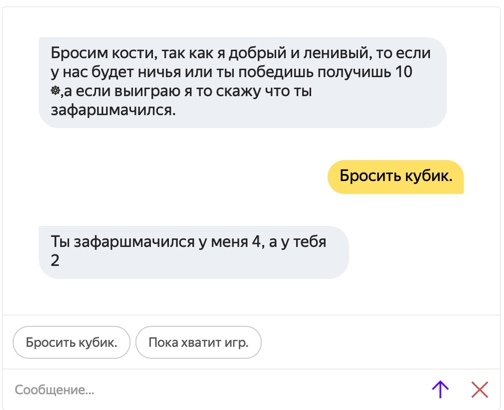 Бросим кости, так как я добрый и ленивый, то если
у нас будет ничья или ты победишь получишь 10
☸,а если выиграю я то скажу что ты
зафаршмачился.
Бросить кубик.
Ты зафаршмачился у меня 4, а у тебя
2
Бросить кубик. Пока хватит игр.
Сообщение...